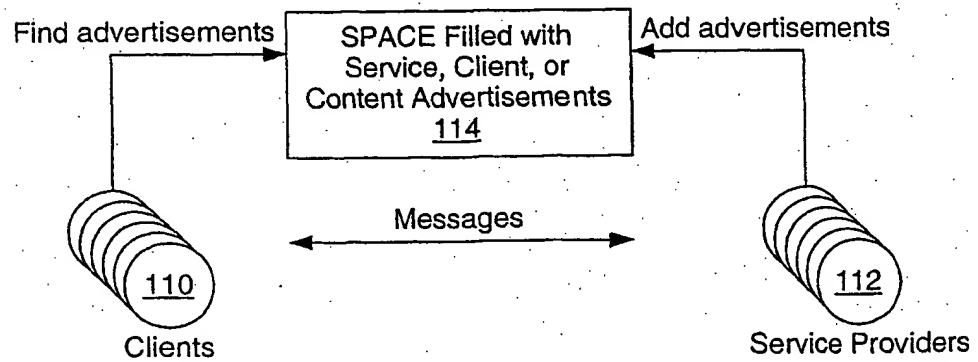 Find advertisements
SPACE Filled with
Service, Client, or
Content Advertisements
114
Add advertisements
Messages
110
Clients
112
Service Providers